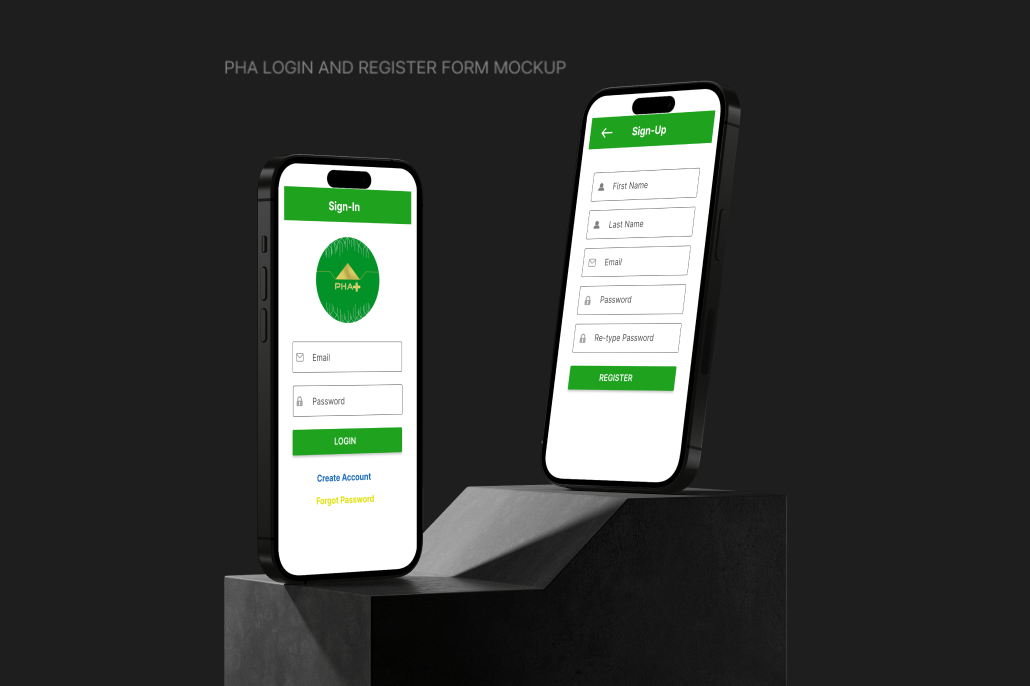 PHA LOGIN AND REGISTER FORM MOCKUP
Sign-In
PHA
Email
Password
LOGIN
Create Account
Forgot Password
Sign-Up
First Name
Last Name
Email
Password
Re-type Password
REGISTER